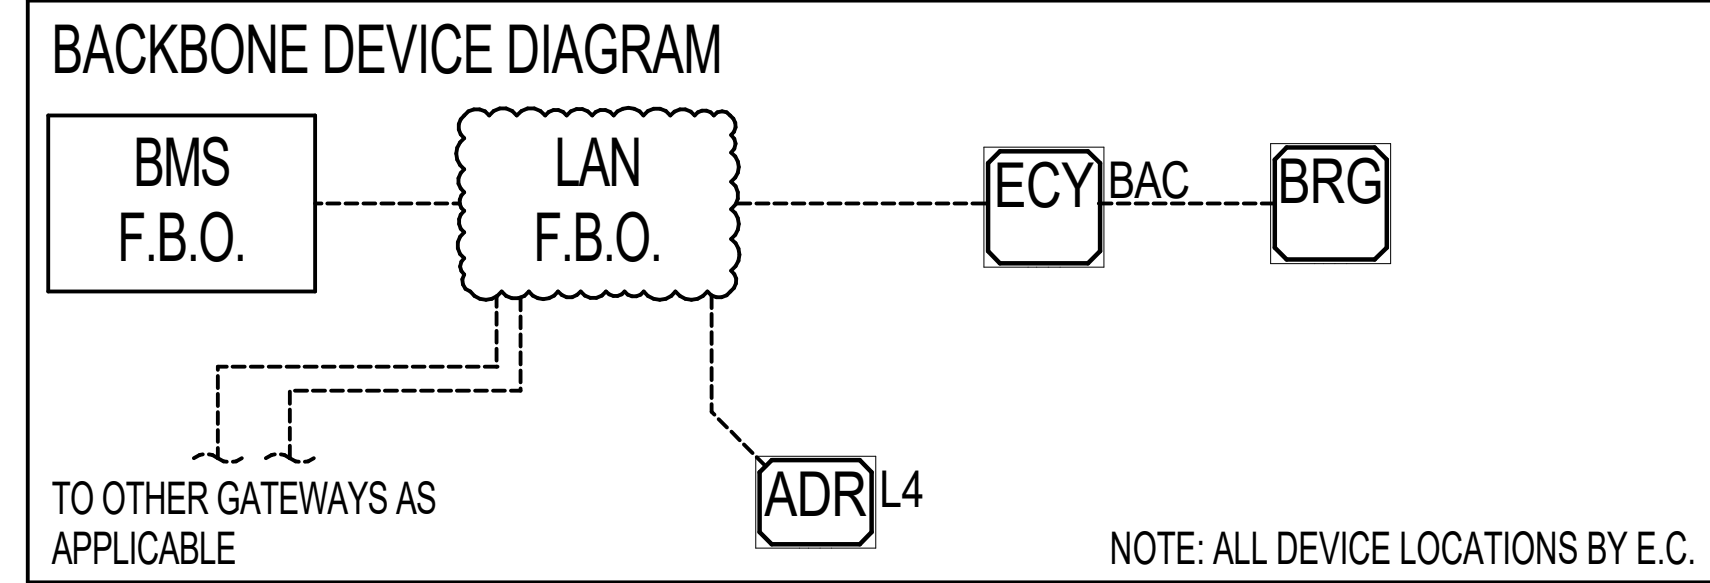 BACKBONE DEVICE DIAGRAM
BMS
F.B.O.
LAN
F.B.O.
ECY
BAC
BRG
TO OTHER GATEWAYS AS
APPLICABLE
ADR
L4
NOTE: ALL DEVICE LOCATIONS BY E.C.